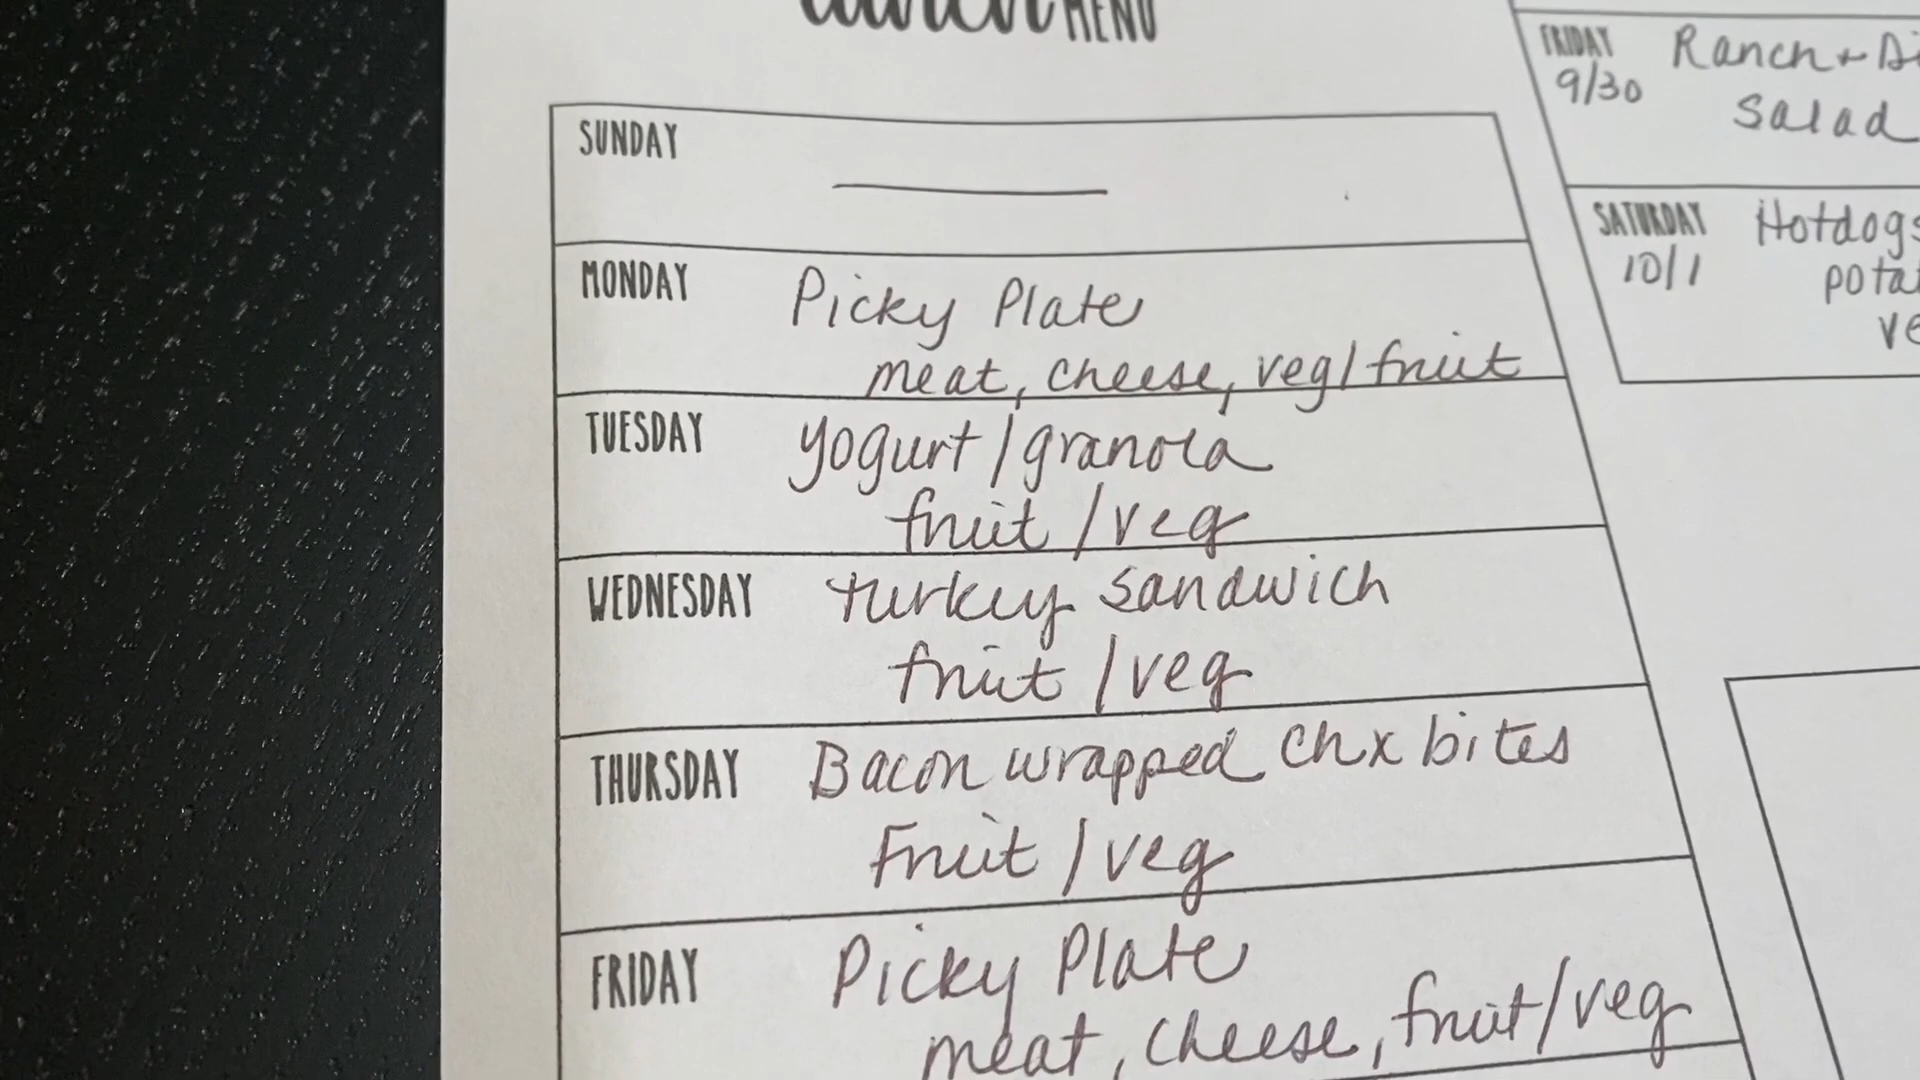 MENU
SUNDAY
MONDAY Picky Plate
meat, cheese, veg/fruit
TUESDAY yogurt/granola
fruit/veg
WEDNESDAY turkey sandwich
fruit/veg
THURSDAY Bacon wrapped chx bites
Fruit/veg
FRIDAY Picky Plate
meat, cheese, fruit/veg
FRIDAY Ranch +
9/30 Salad
SATURDAY Hotdogs
10/1